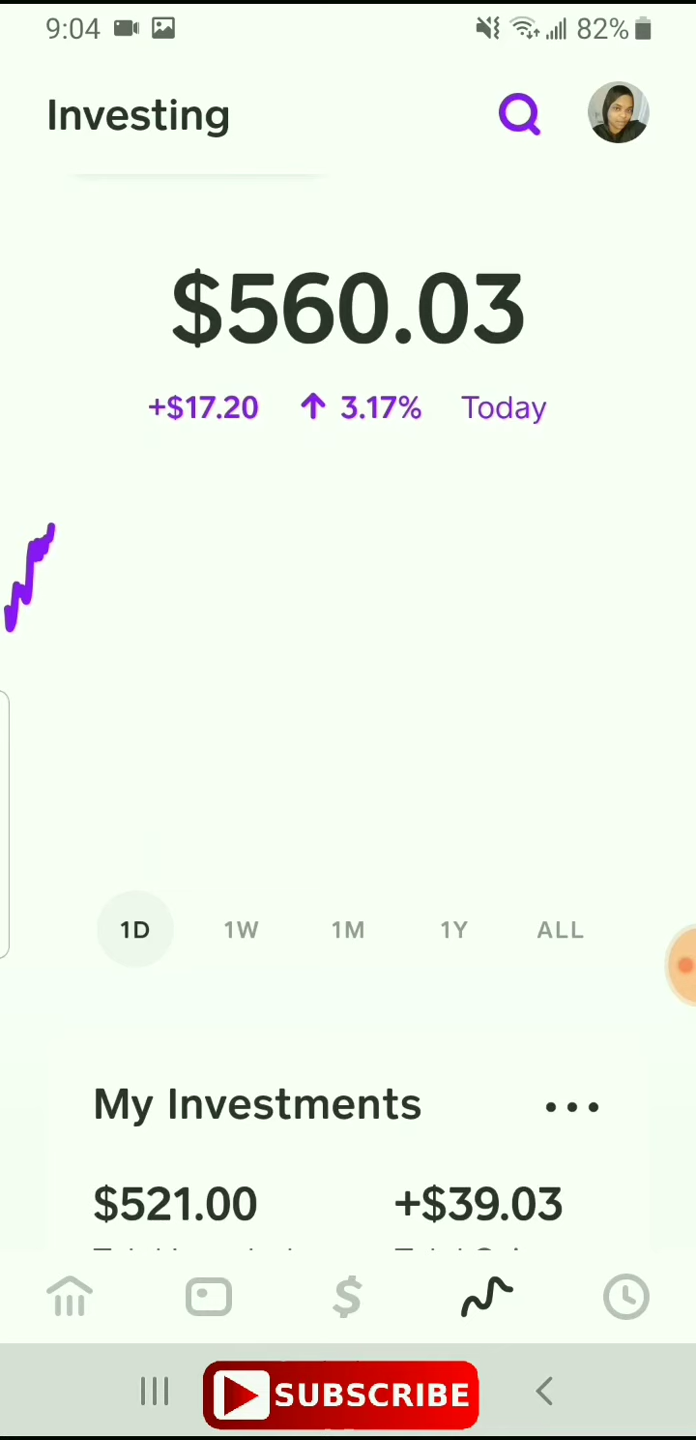 9:04 82%
Investing
$560.03
+$17.20 ↑ 3.17% Today
1D 1W 1M 1Y ALL
My Investments •••
$521.00 +$39.03
$
SUBSCRIBE